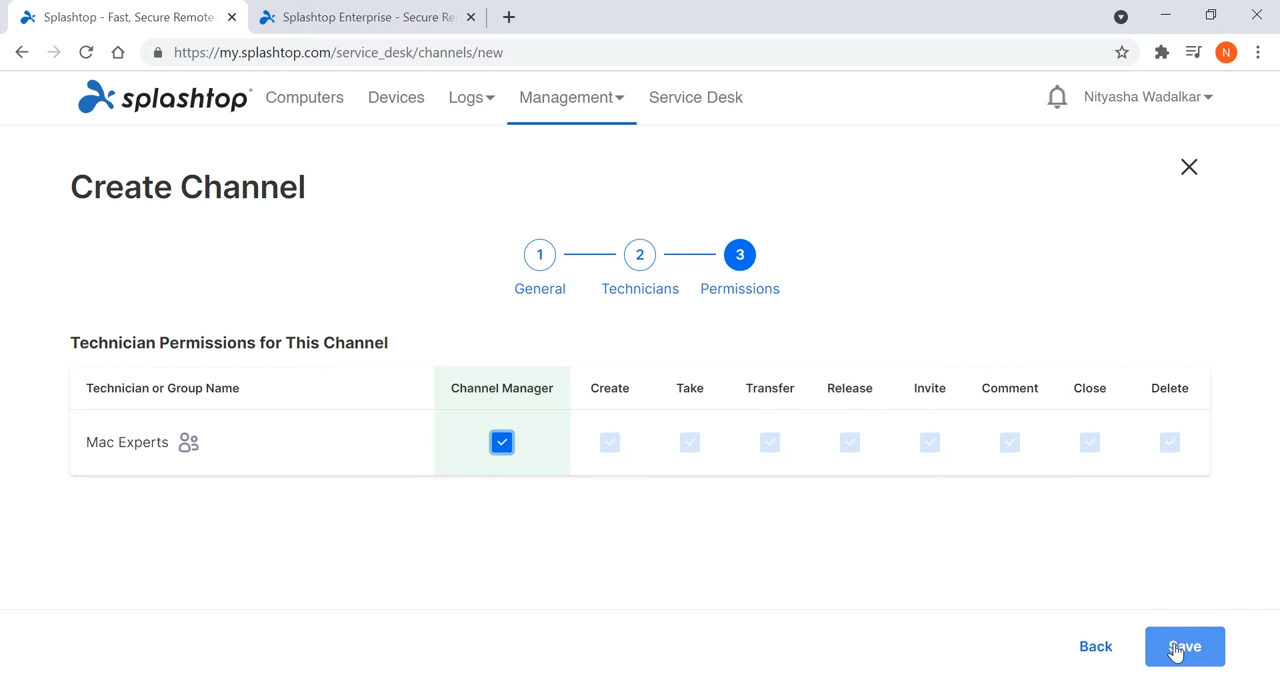 Splashtop - Fast, Secure Remote
Splashtop Enterprise - Secure Re
https://my.splashtop.com/service_desk/channels/new
N
splashtop Computers Devices Logs Management Service Desk Nityasha Wadalkar
Create Channel
1 2 3
General Technicians Permissions
Technician Permissions for This Channel
Technician or Group Name Channel Manager Create Take Transfer Release Invite Comment Close Delete
Mac Experts
Back Save